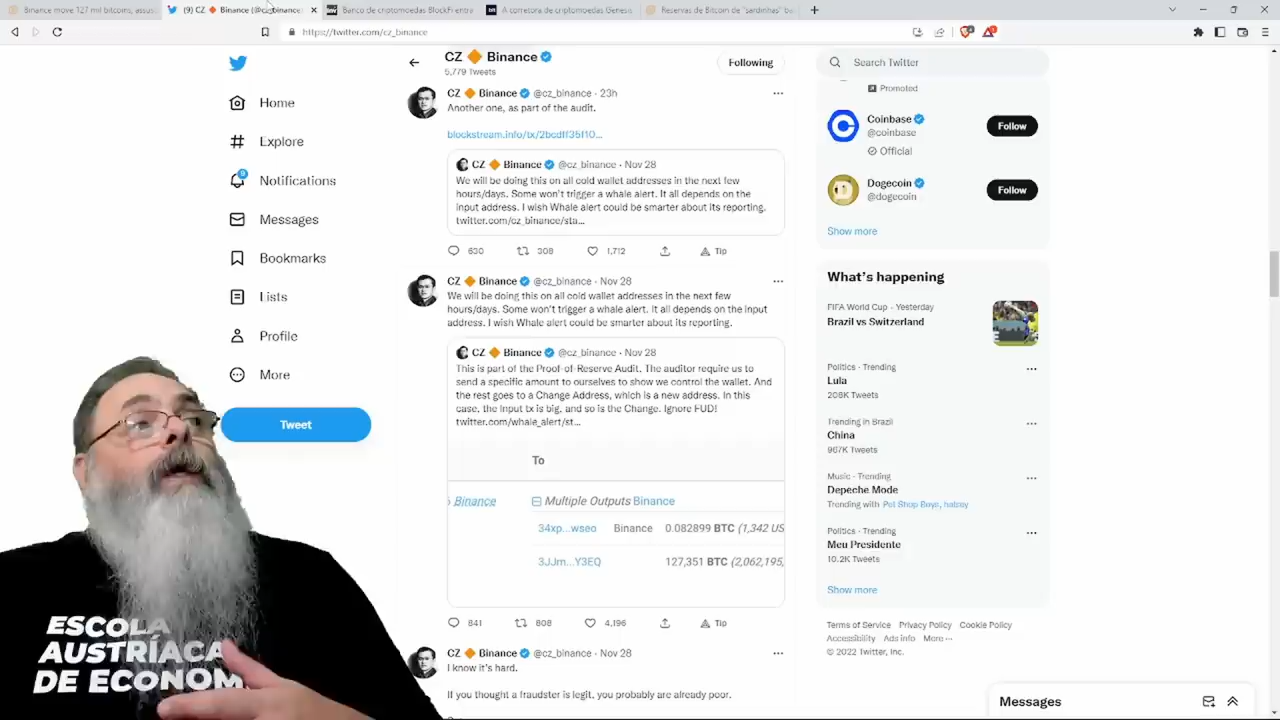 Binance move 127 mil bitcoins, assus
(9) CZ 🔶 Binance (@cz_binance)
Banco de criptomoedas BlockFi entra
A corretora de criptomoedas Genesis
Reservas de Bitcoin de "sardinhas" ba
https://twitter.com/cz_binance
CZ 🔶 Binance
5,779 Tweets
Following
Home
Explore
9
Notifications
Messages
Bookmarks
Lists
Profile
More
Tweet
CZ 🔶 Binance @cz_binance · 23h
Another one, as part of the audit.
blockstream.info/tx/2bcdff35f10...
CZ 🔶 Binance @cz_binance · Nov 28
We will be doing this on all cold wallet addresses in the next few
hours/days. Some won't trigger a whale alert. It all depends on the
input address. I wish Whale alert could be smarter about its reporting.
twitter.com/cz_binance/sta...
630 308 1,712 Tip
CZ 🔶 Binance @cz_binance · Nov 28
We will be doing this on all cold wallet addresses in the next few
hours/days. Some won't trigger a whale alert. It all depends on the input
address. I wish Whale alert could be smarter about its reporting.
CZ 🔶 Binance @cz_binance · Nov 28
This is part of the Proof-of-Reserve Audit. The auditor require us to
send a specific amount to ourselves to show we control the wallet. And
the rest goes to a Change Address, which is a new address. In this
case, the Input tx is big, and so is the Change. Ignore FUD!
twitter.com/whale_alert/st...
To
Binance
Multiple Outputs Binance
34xp...wseo Binance 0.082899 BTC (1,342 US
3JJm...Y3EQ 127,351 BTC (2,062,195,
841 808 4,196 Tip
CZ 🔶 Binance @cz_binance · Nov 28
I know it's hard.
If you thought a fraudster is legit, you probably are already poor.
Search Twitter
Promoted
Coinbase
@coinbase
Official
Follow
Dogecoin
@dogecoin
Follow
Show more
What's happening
FIFA World Cup · Yesterday
Brazil vs Switzerland
Politics · Trending
Lula
208K Tweets
Trending in Brazil
China
967K Tweets
Music · Trending
Depeche Mode
Trending with Pet Shop Boys, halsey
Politics · Trending
Meu Presidente
10.2K Tweets
Show more
Terms of Service Privacy Policy Cookie Policy
Accessibility Ads info More ···
© 2022 Twitter, Inc.
Messages
ESCOLA
AUSTRÍACA
DE ECONOM